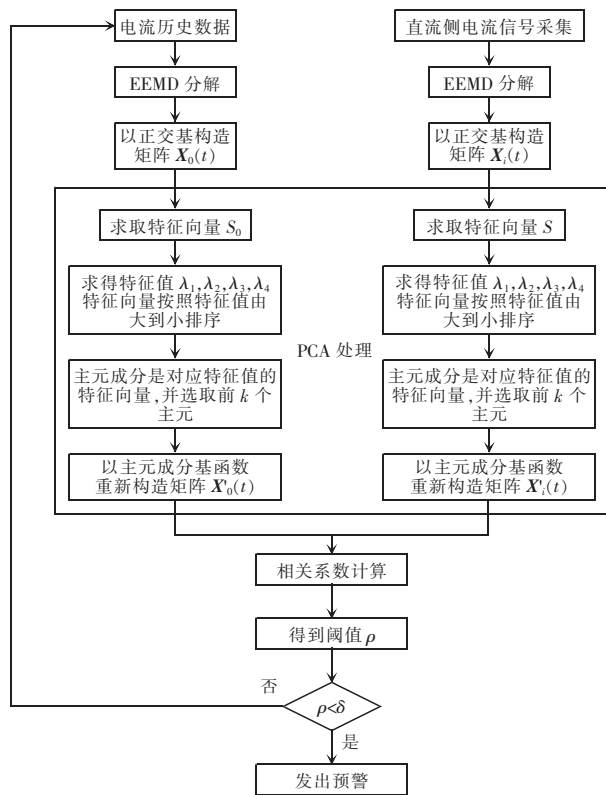 电流历史数据
直流侧电流信号采集
EEMD 分解
EEMD 分解
以正交基构造
矩阵 X₀(t)
以正交基构造
矩阵 Xᵢ(t)
求取特征向量 S₀
求取特征向量 S
求得特征值 λ₁,λ₂,λ₃,λ₄
特征向量按照特征值由
大到小排序
求得特征值 λ₁,λ₂,λ₃,λ₄
特征向量按照特征值由
大到小排序
PCA 处理
主元成分是对应特征值的
特征向量,并选取前 k 个
主元
主元成分是对应特征值的
特征向量,并选取前 k 个
主元
以主元成分基函数
重新构造矩阵 X'₀(t)
以主元成分基函数
重新构造矩阵 X'ᵢ(t)
相关系数计算
得到阈值 ρ
否
ρ<δ
是
发出预警